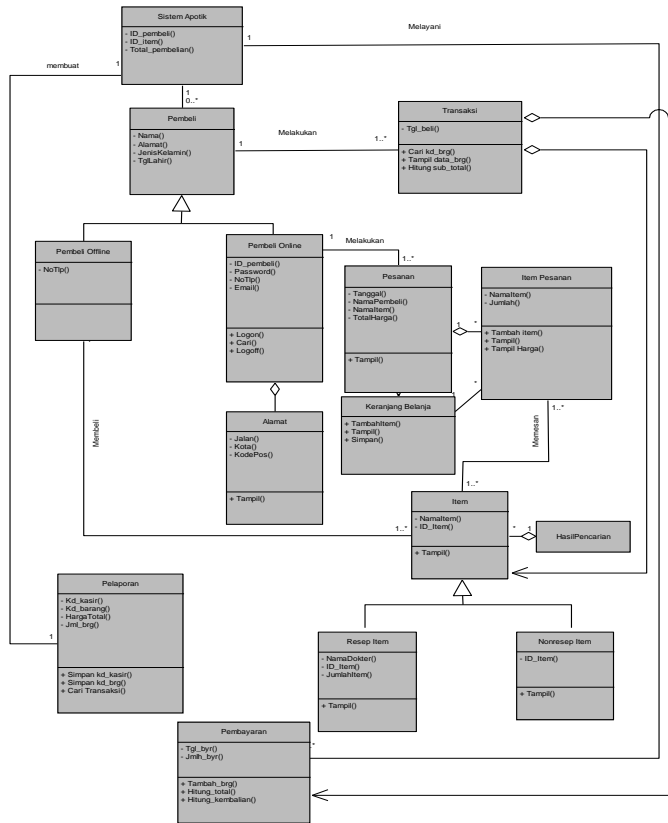 Sistem Apotik
- ID_pembeli()
- ID_item()
- Total_pembelian()
1
Melayani
membuat
1
1
0..*
Pembeli
- Nama()
- Alamat()
- JenisKelamin()
- TglLahir()
1
Melakukan
1..*
Transaksi
- Tgl_beli()
+ Cari kd_brg()
+ Tampil data_brg()
+ Hitung sub_total()
Pembeli Offline
- NoTlp()
Pembeli Online
- ID_pembeli()
- Password()
- NoTlp()
- Email()
+ Logon()
+ Cari()
+ Logoff()
1
Melakukan
1..*
Pesanan
- Tanggal()
- NamaPembeli()
- NamaItem()
- TotalHarga()
+ Tampil()
1
*
Item Pesanan
- NamaItem()
- Jumlah()
+ Tambah item()
+ Tampil()
+ Tampil Harga()
Keranjang Belanja
+ TambahItem()
+ Tampil()
+ Simpan()
*
*
1..*
Memesan
1..*
Alamat
- Jalan()
- Kota()
- KodePos()
+ Tampil()
Membeli
1..*
Item
- NamaItem()
- ID_Item()
+ Tampil()
*
1
HasilPencarian
Pelaporan
- Kd_kasir()
- Kd_barang()
- HargaTotal()
- Jml_brg()
+ Simpan kd_kasir()
+ Simpan kd_brg()
+ Cari Transaksi()
1
Resep Item
- NamaDokter()
- ID_Item()
- JumlahItem()
+ Tampil()
Nonresep Item
- ID_Item()
+ Tampil()
Pembayaran
- Tgl_byr()
- Jmlh_byr()
+ Tambah_brg()
+ Hitung_total()
+ Hitung_kembalian()